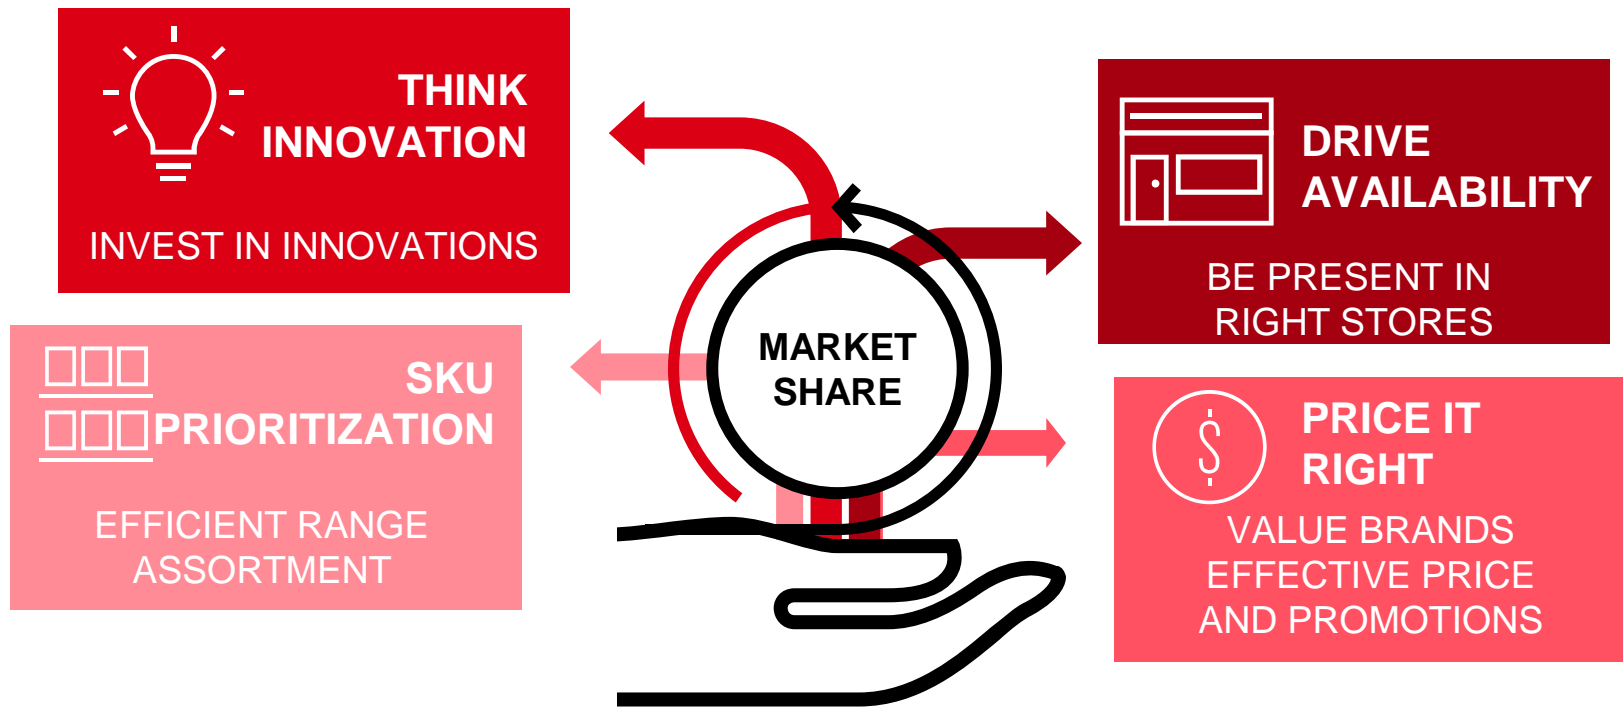 THINK
INNOVATION
INVEST IN INNOVATIONS
DRIVE
AVAILABILITY
BE PRESENT IN
RIGHT STORES
MARKET
SHARE
SKU
PRIORITIZATION
EFFICIENT RANGE
ASSORTMENT
$
PRICE IT
RIGHT
VALUE BRANDS
EFFECTIVE PRICE
AND PROMOTIONS